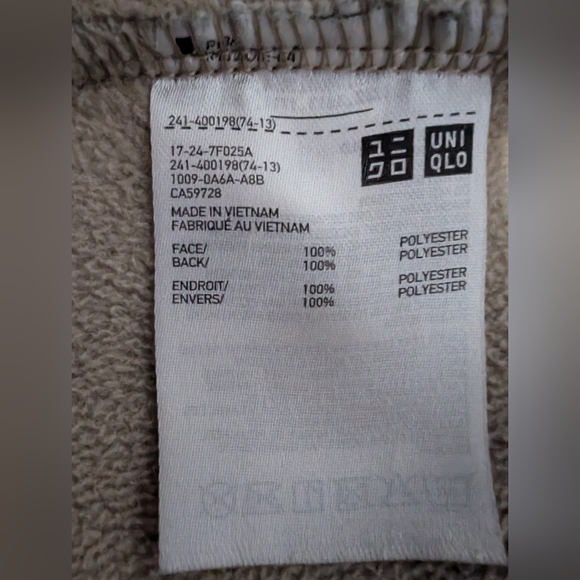 241-400198(74-13)
ユニ
クロ
UNI
QLO
17-24-7F025A
241-400198(74-13)
1009-0A6A-A8B
CA59728
MADE IN VIETNAM
FABRIQUÉ AU VIETNAM
FACE/ 100% POLYESTER
BACK/ 100% POLYESTER
ENDROIT/ 100% POLYESTER
ENVERS/ 100% POLYESTER